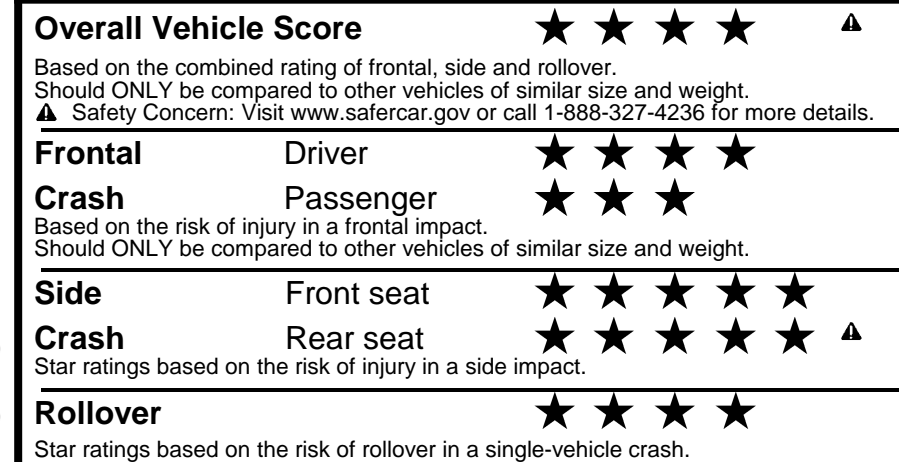 Overall Vehicle Score ★ ★ ★ ★ ⚠
Based on the combined rating of frontal, side and rollover.
Should ONLY be compared to other vehicles of similar size and weight.
⚠ Safety Concern: Visit www.safercar.gov or call 1-888-327-4236 for more details.
Frontal Driver ★ ★ ★ ★
Crash Passenger ★ ★ ★
Based on the risk of injury in a frontal impact.
Should ONLY be compared to other vehicles of similar size and weight.
Side Front seat ★ ★ ★ ★ ★
Crash Rear seat ★ ★ ★ ★ ★ ⚠
Star ratings based on the risk of injury in a side impact.
Rollover ★ ★ ★ ★
Star ratings based on the risk of rollover in a single-vehicle crash.